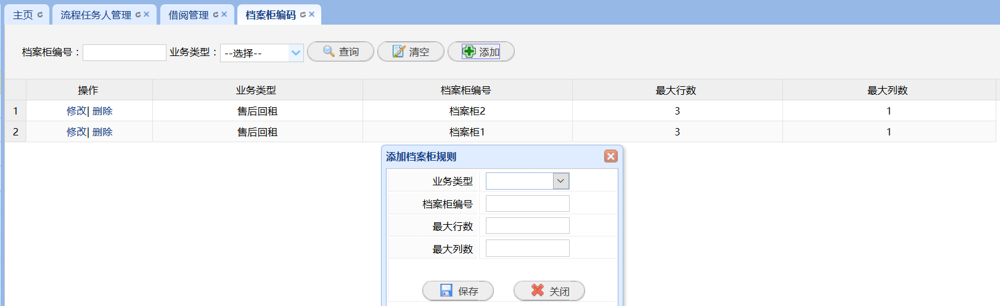 主页 流程任务人管理 借阅管理 档案柜编码
档案柜编号： 业务类型： --选择-- 查询 清空 添加
操作 业务类型 档案柜编号 最大行数 最大列数
1 修改| 删除 售后回租 档案柜2 3 1
2 修改| 删除 售后回租 档案柜1 3 1
添加档案柜规则
业务类型
档案柜编号
最大行数
最大列数
保存 关闭